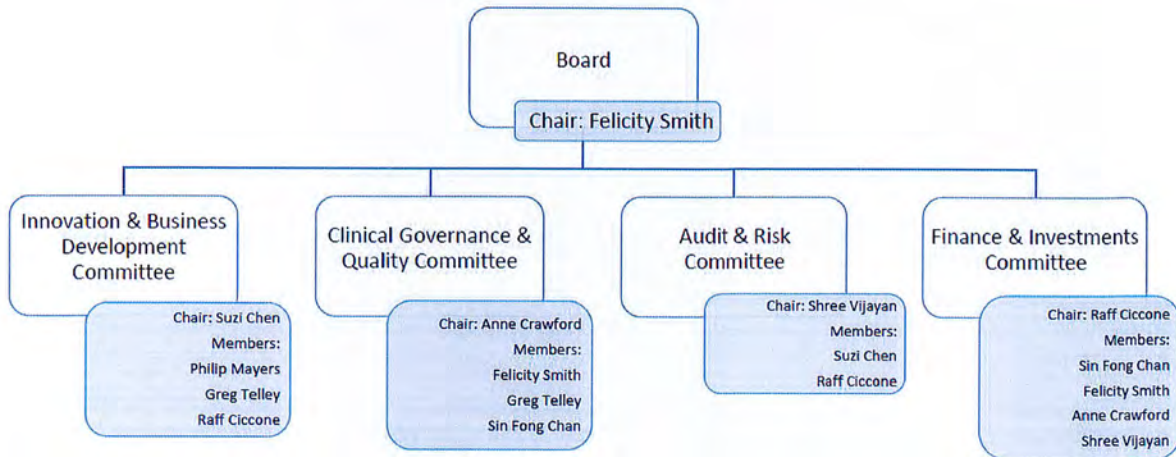 Board
Chair: Felicity Smith
Innovation & Business
Development
Committee
Chair: Suzi Chen
Members:
Philip Mayers
Greg Telley
Raff Ciccone
Clinical Governance &
Quality Committee
Chair: Anne Crawford
Members:
Felicity Smith
Greg Telley
Sin Fong Chan
Audit & Risk
Committee
Chair: Shree Vijayan
Members:
Suzi Chen
Raff Ciccone
Finance & Investments
Committee
Chair: Raff Ciccone
Members:
Sin Fong Chan
Felicity Smith
Anne Crawford
Shree Vijayan